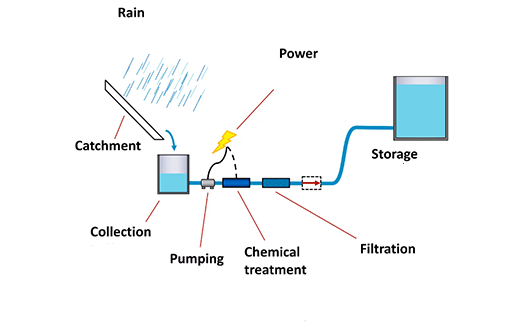 Rain
Power
Catchment
Storage
Collection
Pumping
Chemical
treatment
Filtration